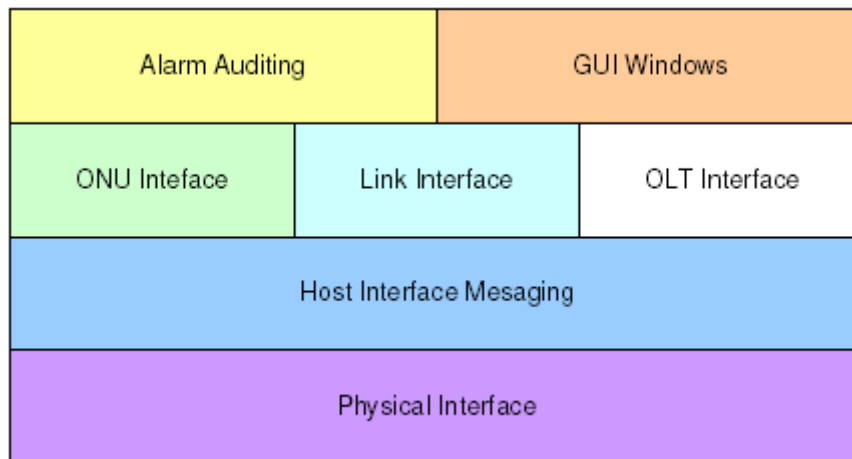 Alarm Auditing
GUI Windows
ONU Inteface
Link Interface
OLT Interface
Host Interface Mesaging
Physical Interface